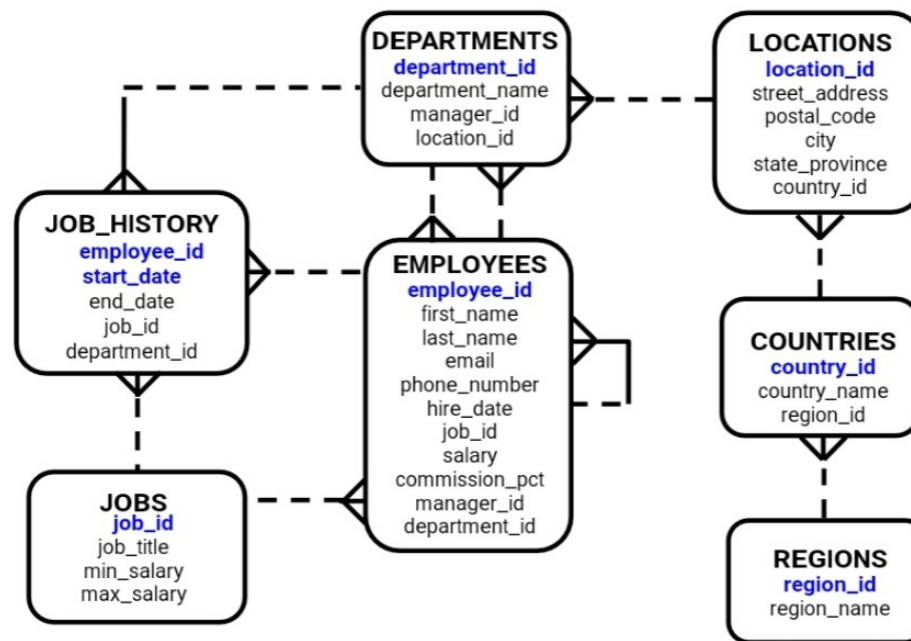 DEPARTMENTS
department_id
department_name
manager_id
location_id
LOCATIONS
location_id
street_address
postal_code
city
state_province
country_id
JOB_HISTORY
employee_id
start_date
end_date
job_id
department_id
EMPLOYEES
employee_id
first_name
last_name
email
phone_number
hire_date
job_id
salary
commission_pct
manager_id
department_id
COUNTRIES
country_id
country_name
region_id
JOBS
job_id
job_title
min_salary
max_salary
REGIONS
region_id
region_name